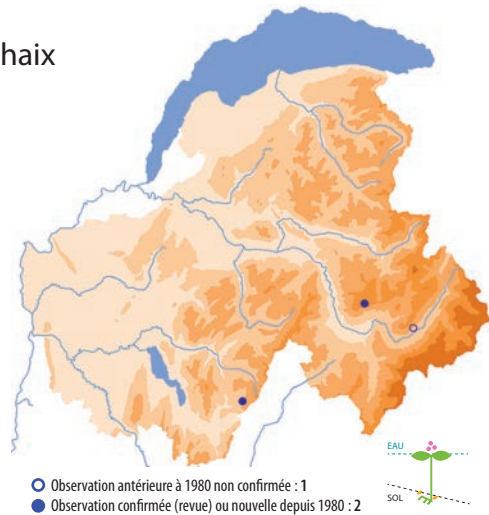 haix
EAU
SOL
Observation antérieure à 1980 non confirmée : 1
Observation confirmée (revue) ou nouvelle depuis 1980 : 2